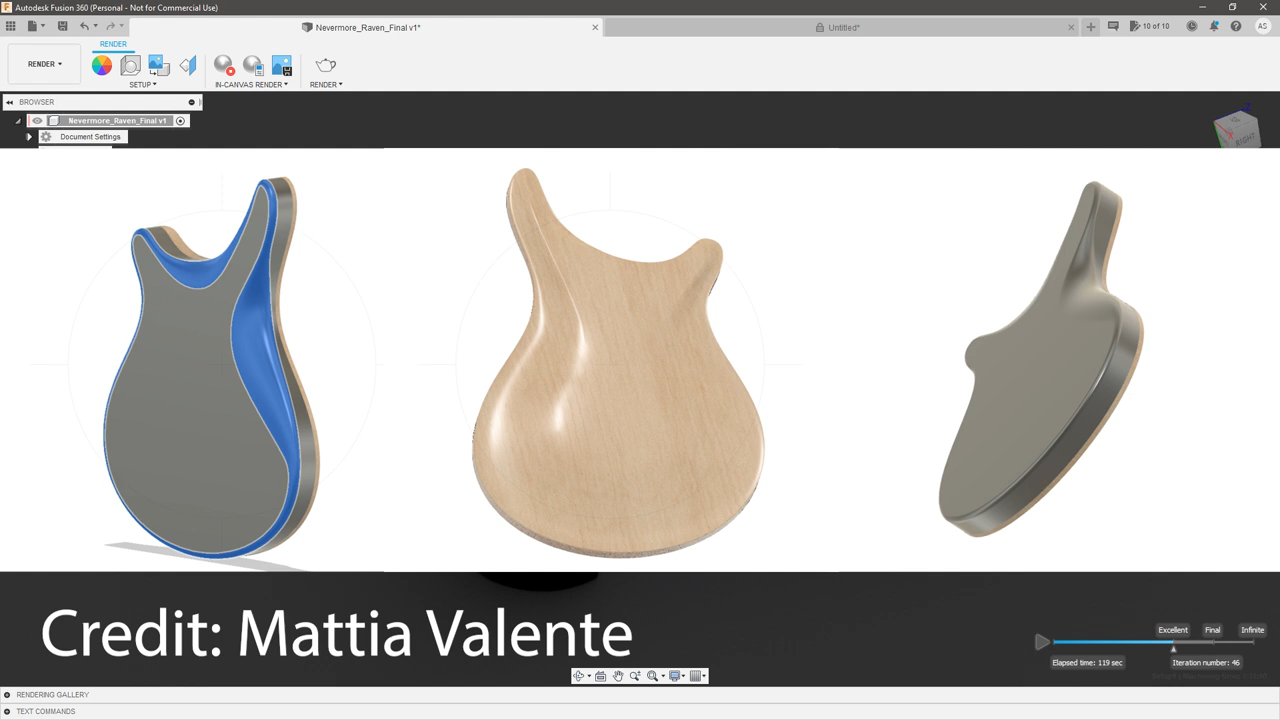 Autodesk Fusion 360 (Personal - Not for Commercial Use)
Nevermore_Raven_Final v1*
Untitled*
10 of 10
AS
RENDER
RENDER
SETUP
IN-CANVAS RENDER
RENDER
BROWSER
Nevermore_Raven_Final v1
Document Settings
RIGHT
Credit: Mattia Valente
Excellent
Final
Infinite
Elapsed time: 119 sec
Iteration number: 46
RENDERING GALLERY
TEXT COMMANDS